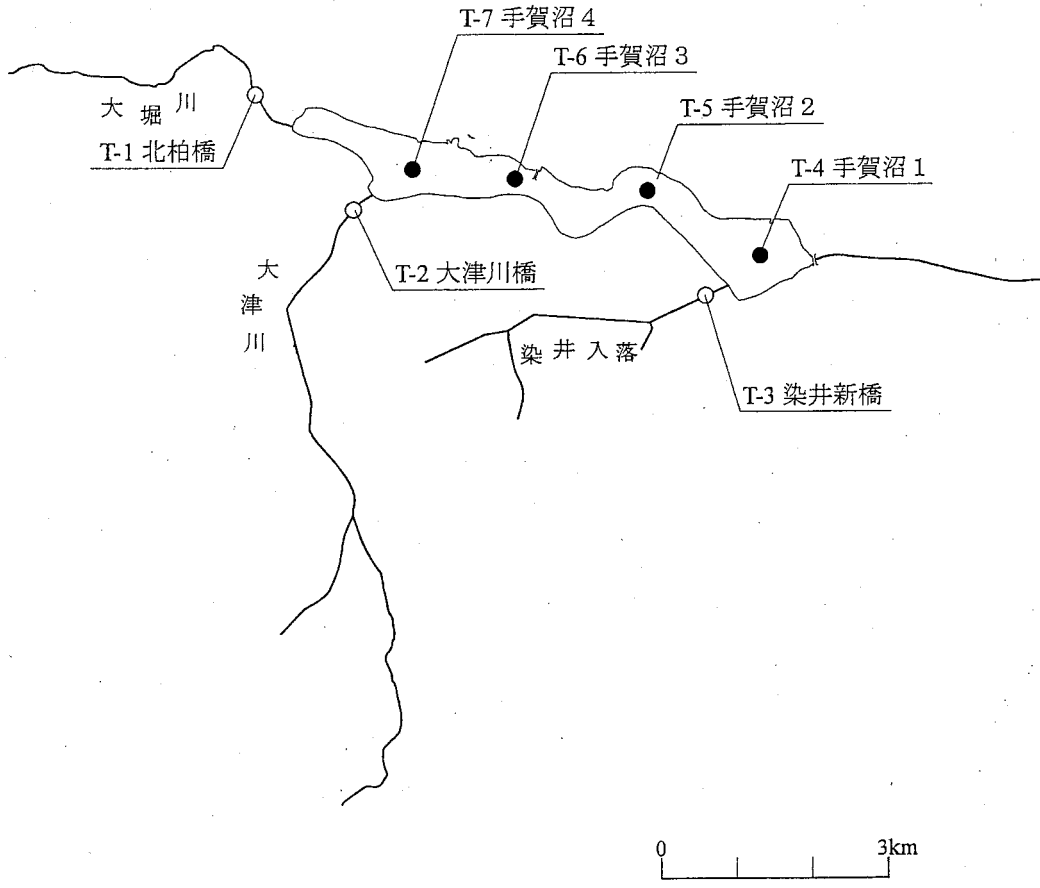 T-7 手賀沼 4
T-6 手賀沼 3
大堀川
T-5 手賀沼 2
T-1 北柏橋
T-4 手賀沼 1
T-2 大津川橋
大津川
染井入落
T-3 染井新橋
0 3km